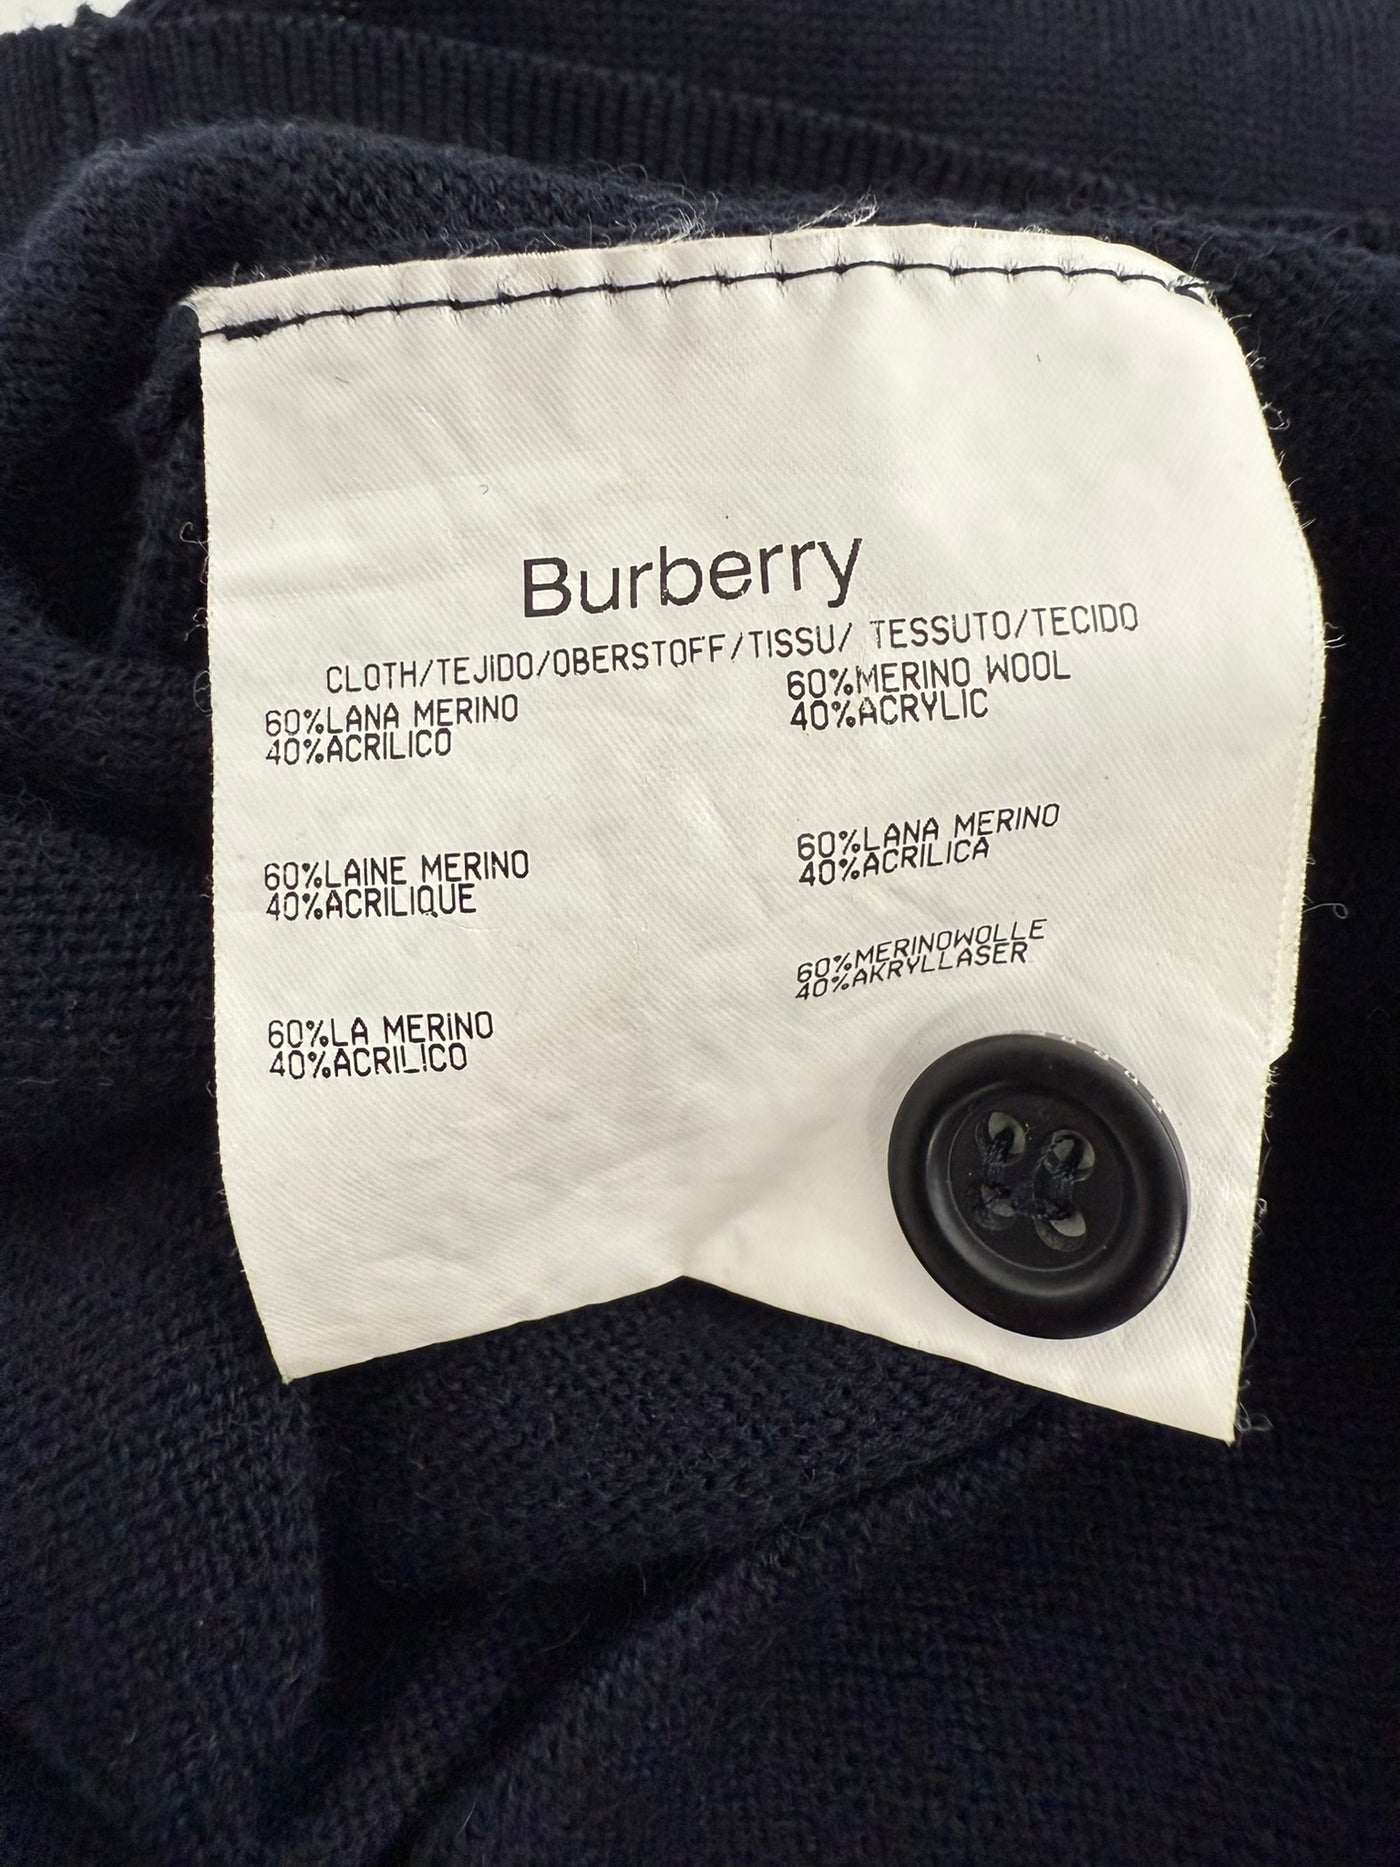 Burberry
CLOTH/TEJIDO/OBERSTOFF/TISSU/ TESSUTO/TECIDO
60%LANA MERINO
40%ACRILICO
60%MERINO WOOL
40%ACRYLIC
60%LAINE MERINO
40%ACRILIQUE
60%LANA MERINO
40%ACRILICA
60%MERINOWOLLE
40%AKRYLLASER
60%LA MERINO
40%ACRILICO